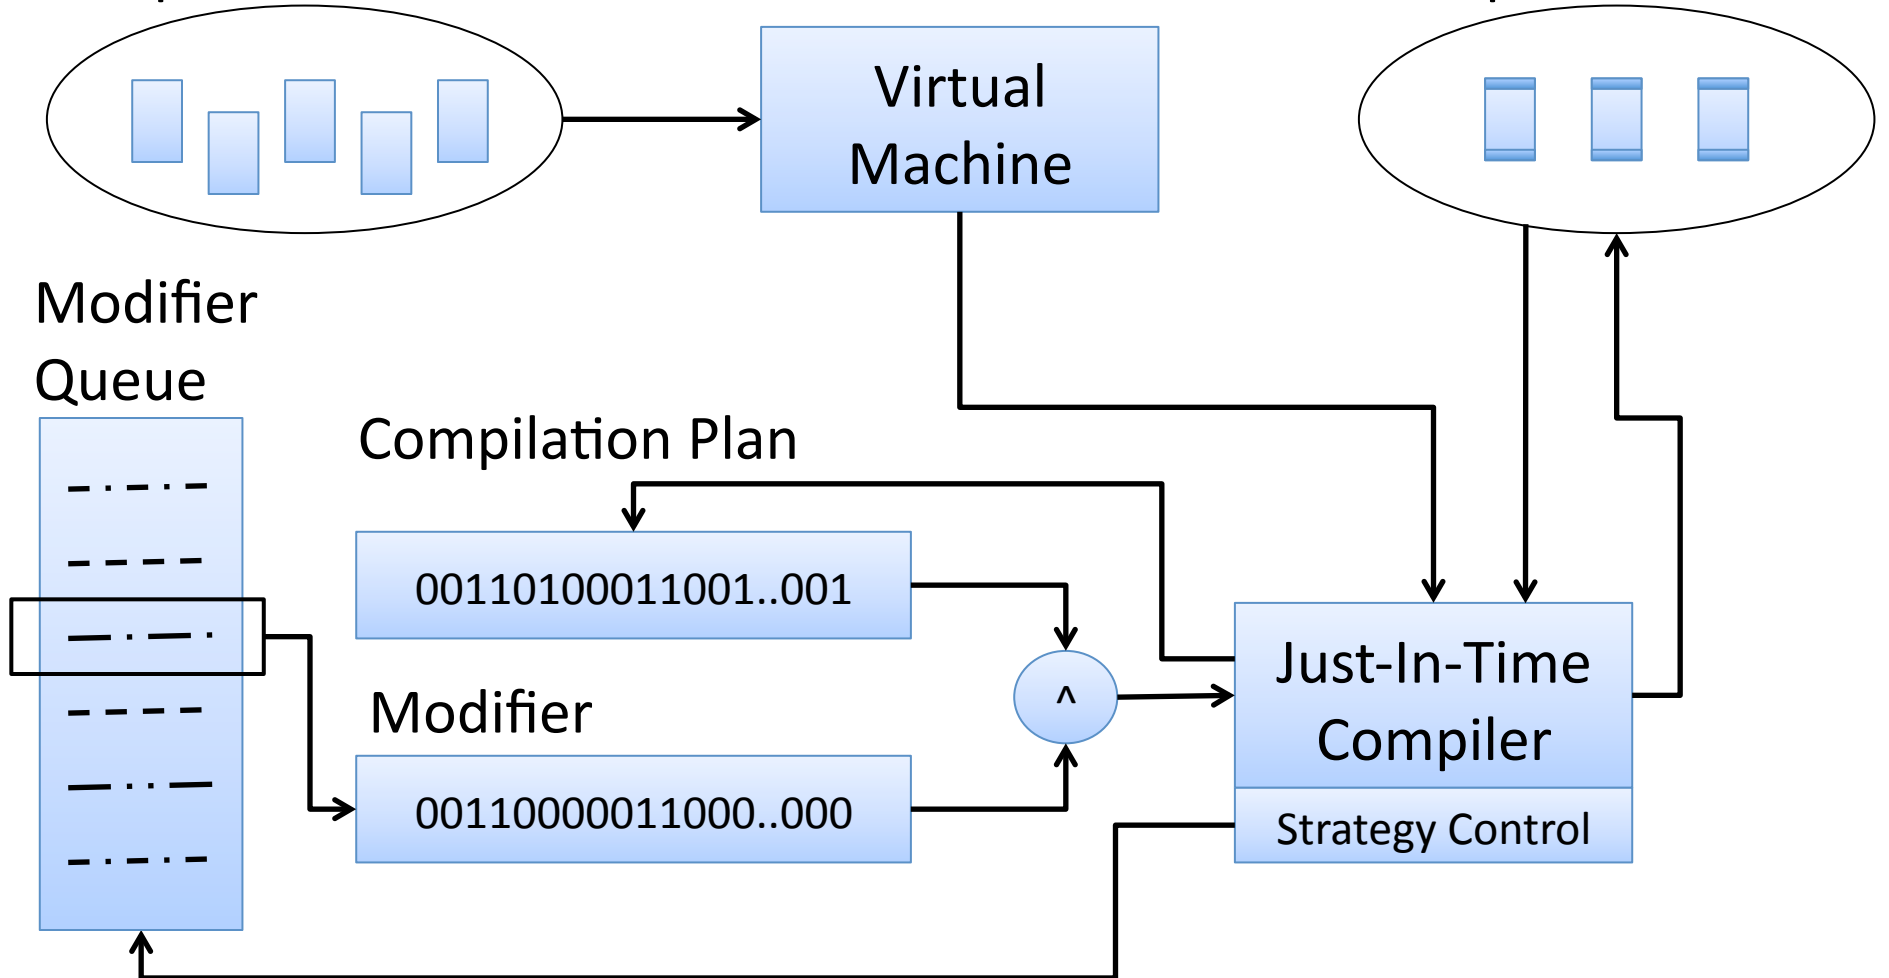 Virtual
Machine
Modifier
Queue
Compilation Plan
00110100011001..001
Modifier
00110000011000..000
^
Just-In-Time
Compiler
Strategy Control